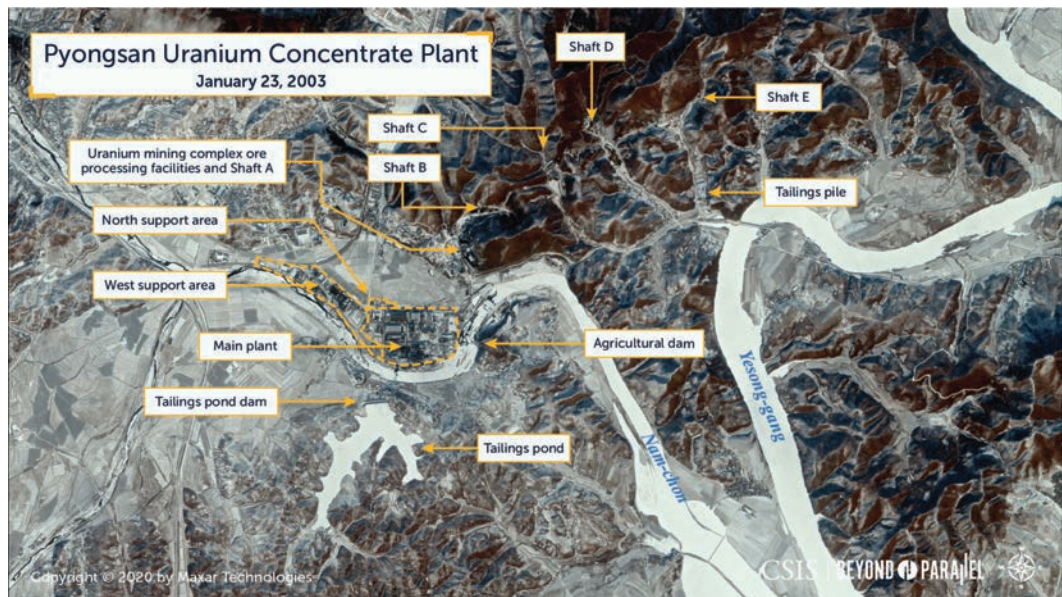 Pyongsan Uranium Concentrate Plant
January 23, 2003
Shaft D
Shaft E
Shaft C
Uranium mining complex ore
processing facilities and Shaft A
Shaft B
Tailings pile
North support area
West support area
Main plant
Agricultural dam
Tailings pond dam
Tailings pond
Nam-chon
Yesong-gang
Copyright © 2020 by Maxar Technologies
CSIS | BEYOND PARALLEL